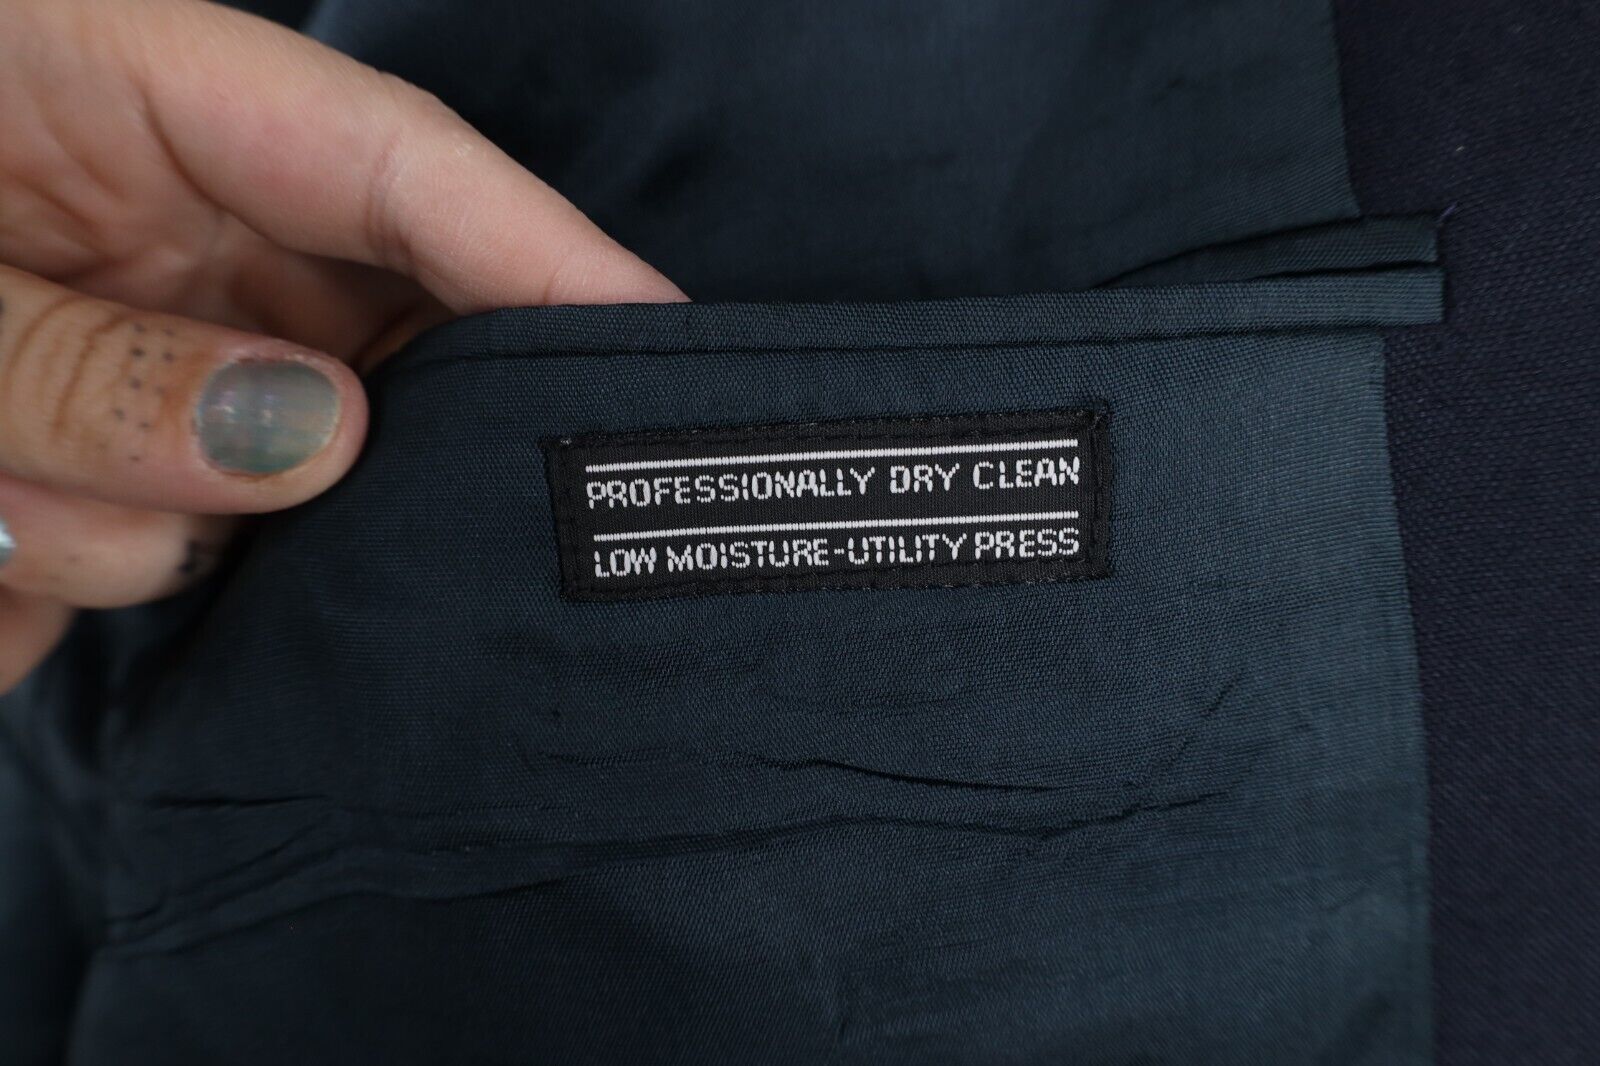 PROFESSIONALLY DRY CLEAN
LOW MOISTURE-UTILITY PRESS